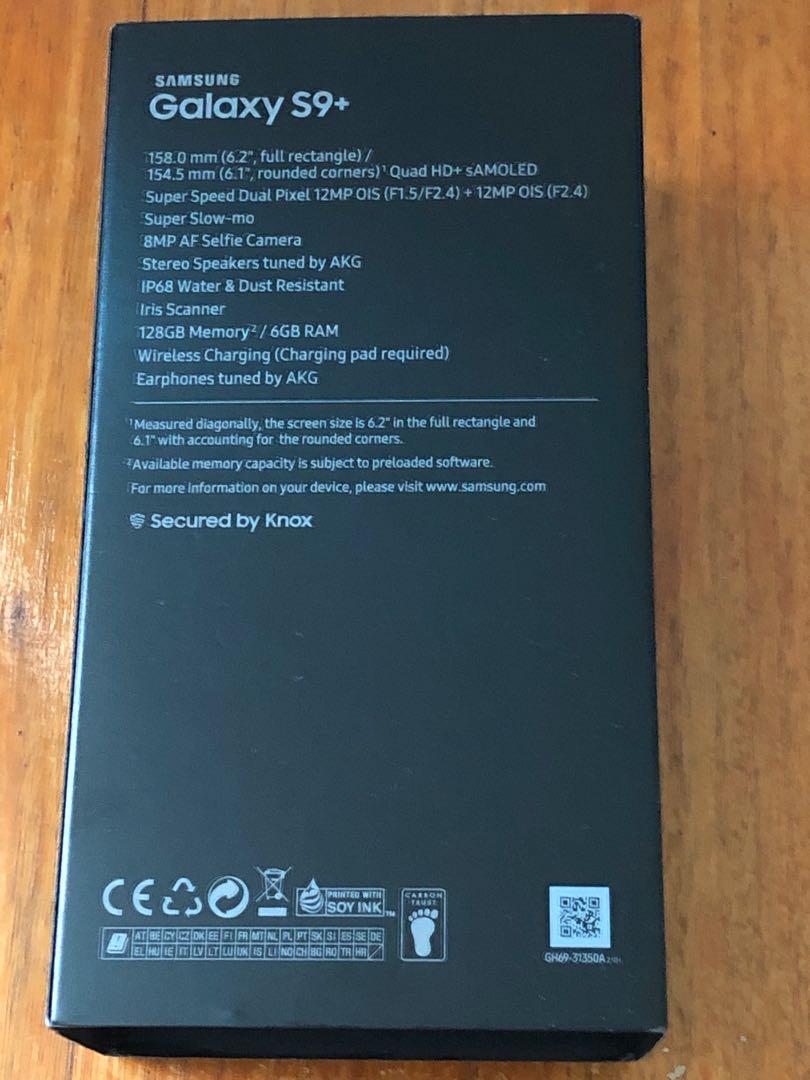 SAMSUNG
Galaxy S9+
158.0 mm (6.2", full rectangle) /
154.5 mm (6.1", rounded corners)¹ Quad HD+ sAMOLED
Super Speed Dual Pixel 12MP OIS (F1.5/F2.4) + 12MP OIS (F2.4)
Super Slow-mo
8MP AF Selfie Camera
Stereo Speakers tuned by AKG
IP68 Water & Dust Resistant
Iris Scanner
128GB Memory² / 6GB RAM
Wireless Charging (Charging pad required)
Earphones tuned by AKG
¹Measured diagonally, the screen size is 6.2" in the full rectangle and
6.1" with accounting for the rounded corners.
²Available memory capacity is subject to preloaded software.
For more information on your device, please visit www.samsung.com
Secured by Knox
CE
PRINTED WITH
SOY INK™
CARBON
TRUST
AT BE CY CZ DK EE FI FR MT NL PL PT SK SI ES SE DE
EL HU IE IT LV LT LU UK IS LI NO CH BG RO TR HR
GH69-31350A